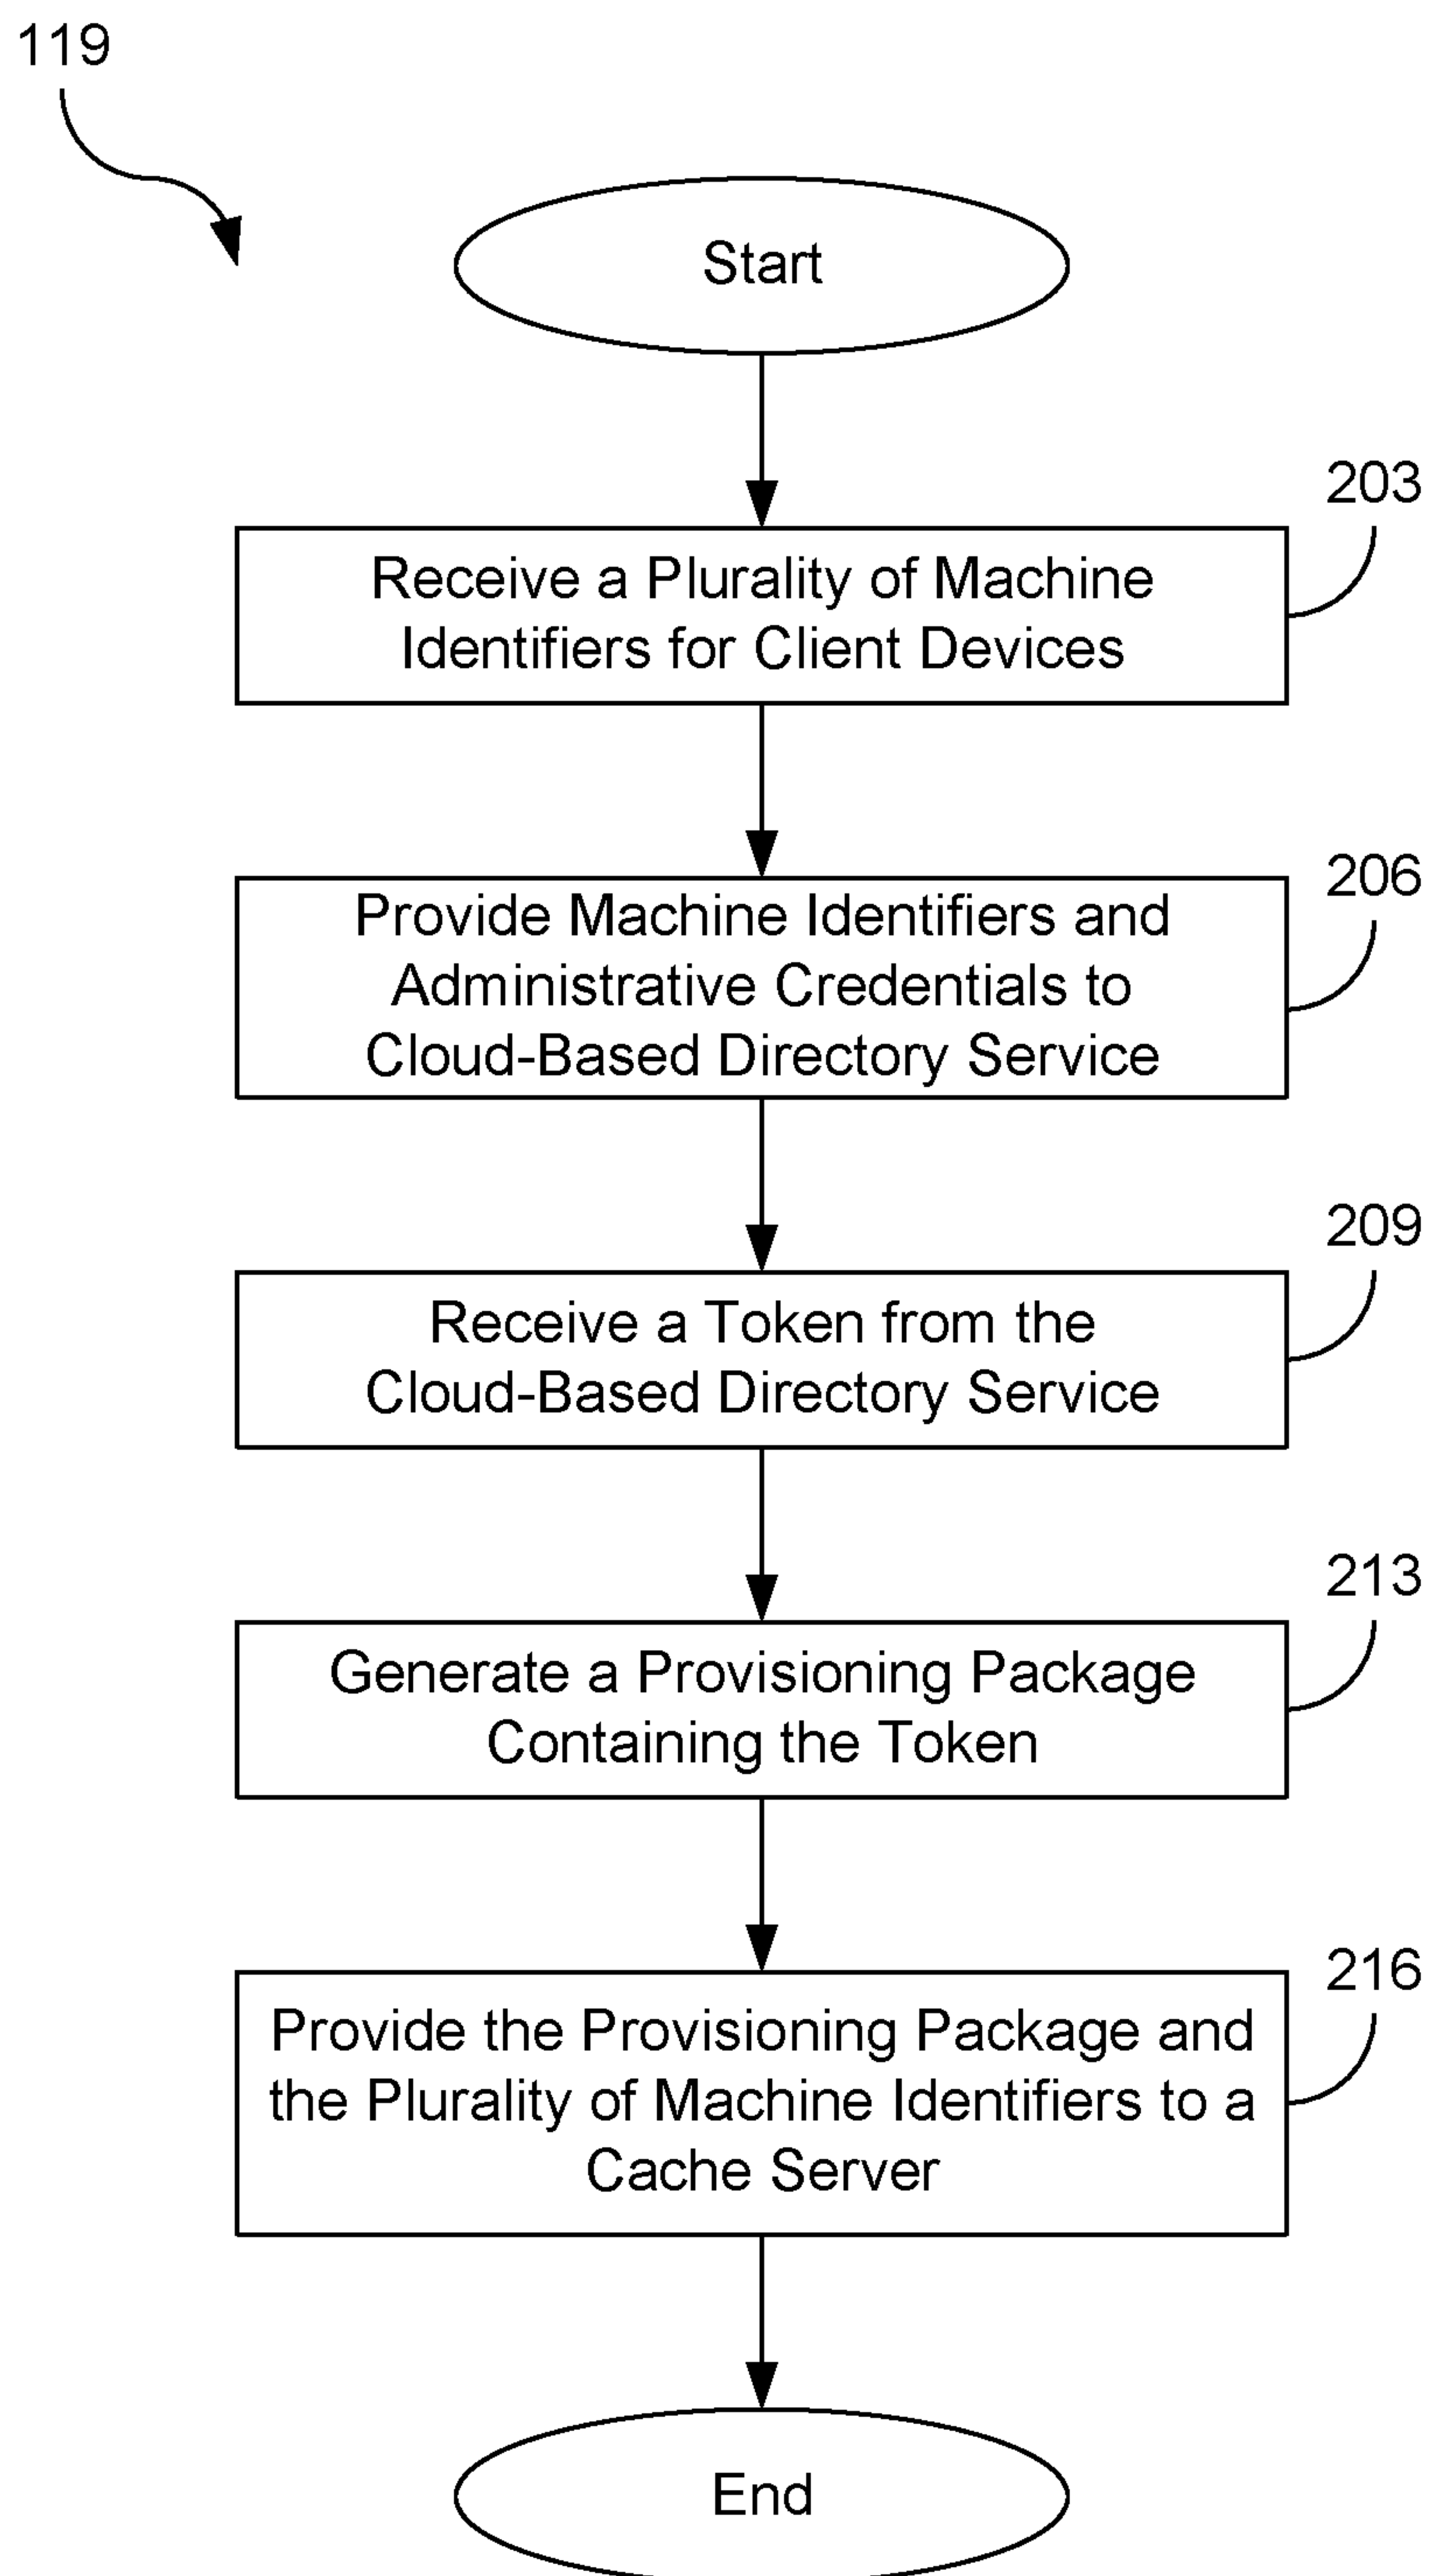 119
Start
203
Receive a Plurality of Machine
Identifiers for Client Devices
206
Provide Machine Identifiers and
Administrative Credentials to
Cloud-Based Directory Service
209
Receive a Token from the
Cloud-Based Directory Service
213
Generate a Provisioning Package
Containing the Token
216
Provide the Provisioning Package and
the Plurality of Machine Identifiers to a
Cache Server
End